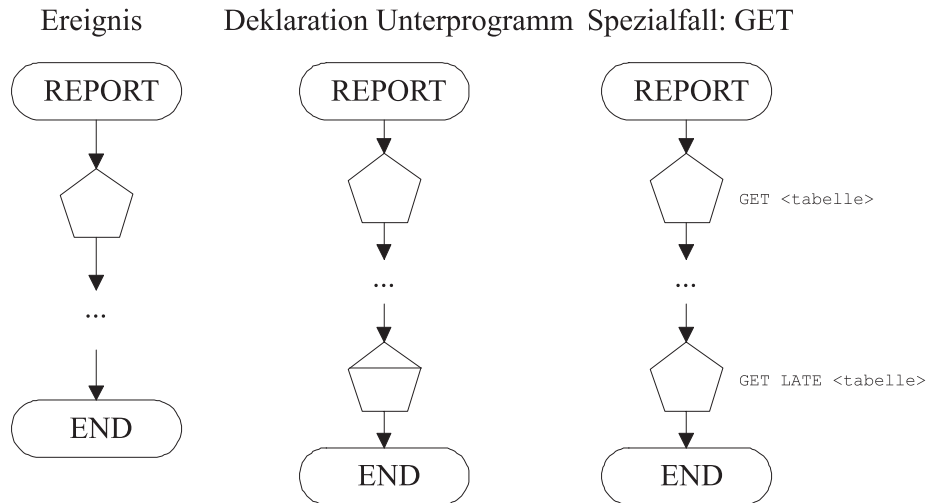 Ereignis
Deklaration Unterprogramm
Spezialfall: GET
REPORT
REPORT
REPORT
GET <tabelle>
...
...
...
GET LATE <tabelle>
END
END
END